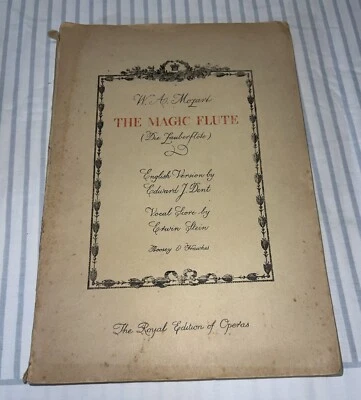 W. A. Mozart
THE MAGIC FLUTE
(Die Zauberflöte)
English Version by
Edward J. Dent
Vocal Score by
Erwin Stein
Boosey & Hawkes
The Royal Edition of Operas